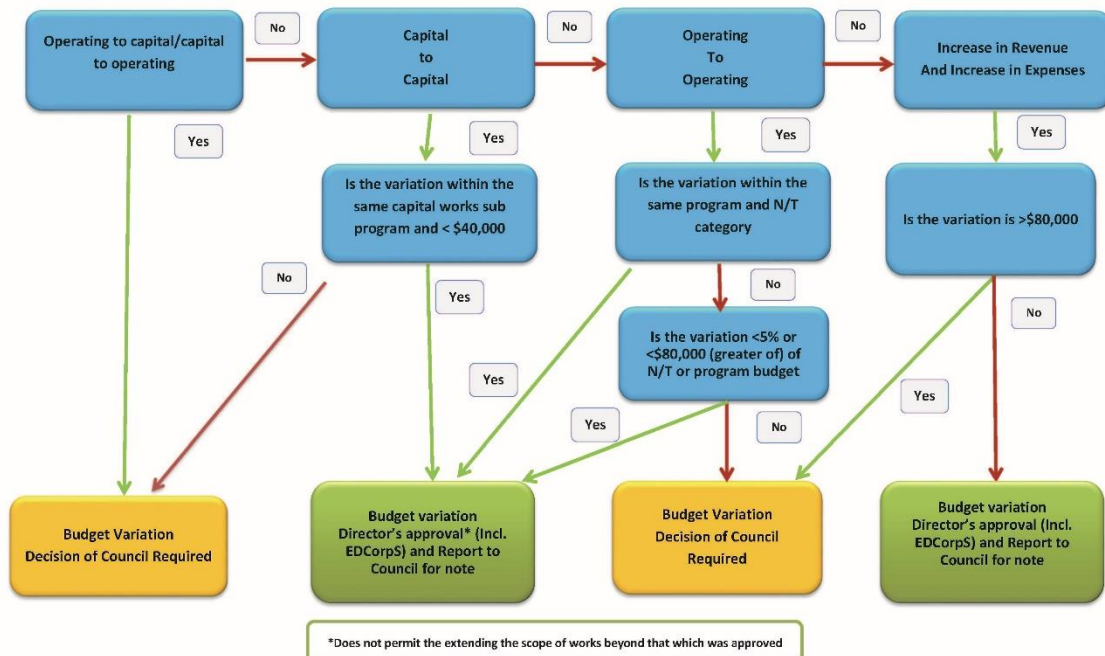 Operating to capital/capital
to operating
No
Capital
to
Capital
No
Operating
To
Operating
No
Increase in Revenue
And Increase in Expenses
Yes
Yes
Yes
Yes
Is the variation within the
same capital works sub
program and < $40,000
Is the variation within the
same program and N/T
category
Is the variation is >$80,000
No
Yes
No
No
Is the variation <5% or
<$80,000 (greater of) of
N/T or program budget
Yes
Yes
No
Yes
Budget Variation
Decision of Council Required
Budget variation
Director's approval* (Incl.
EDCorpS) and Report to
Council for note
Budget Variation
Decision of Council
Required
Budget variation
Director's approval (Incl.
EDCorpS) and Report to
Council for note
*Does not permit the extending the scope of works beyond that which was approved